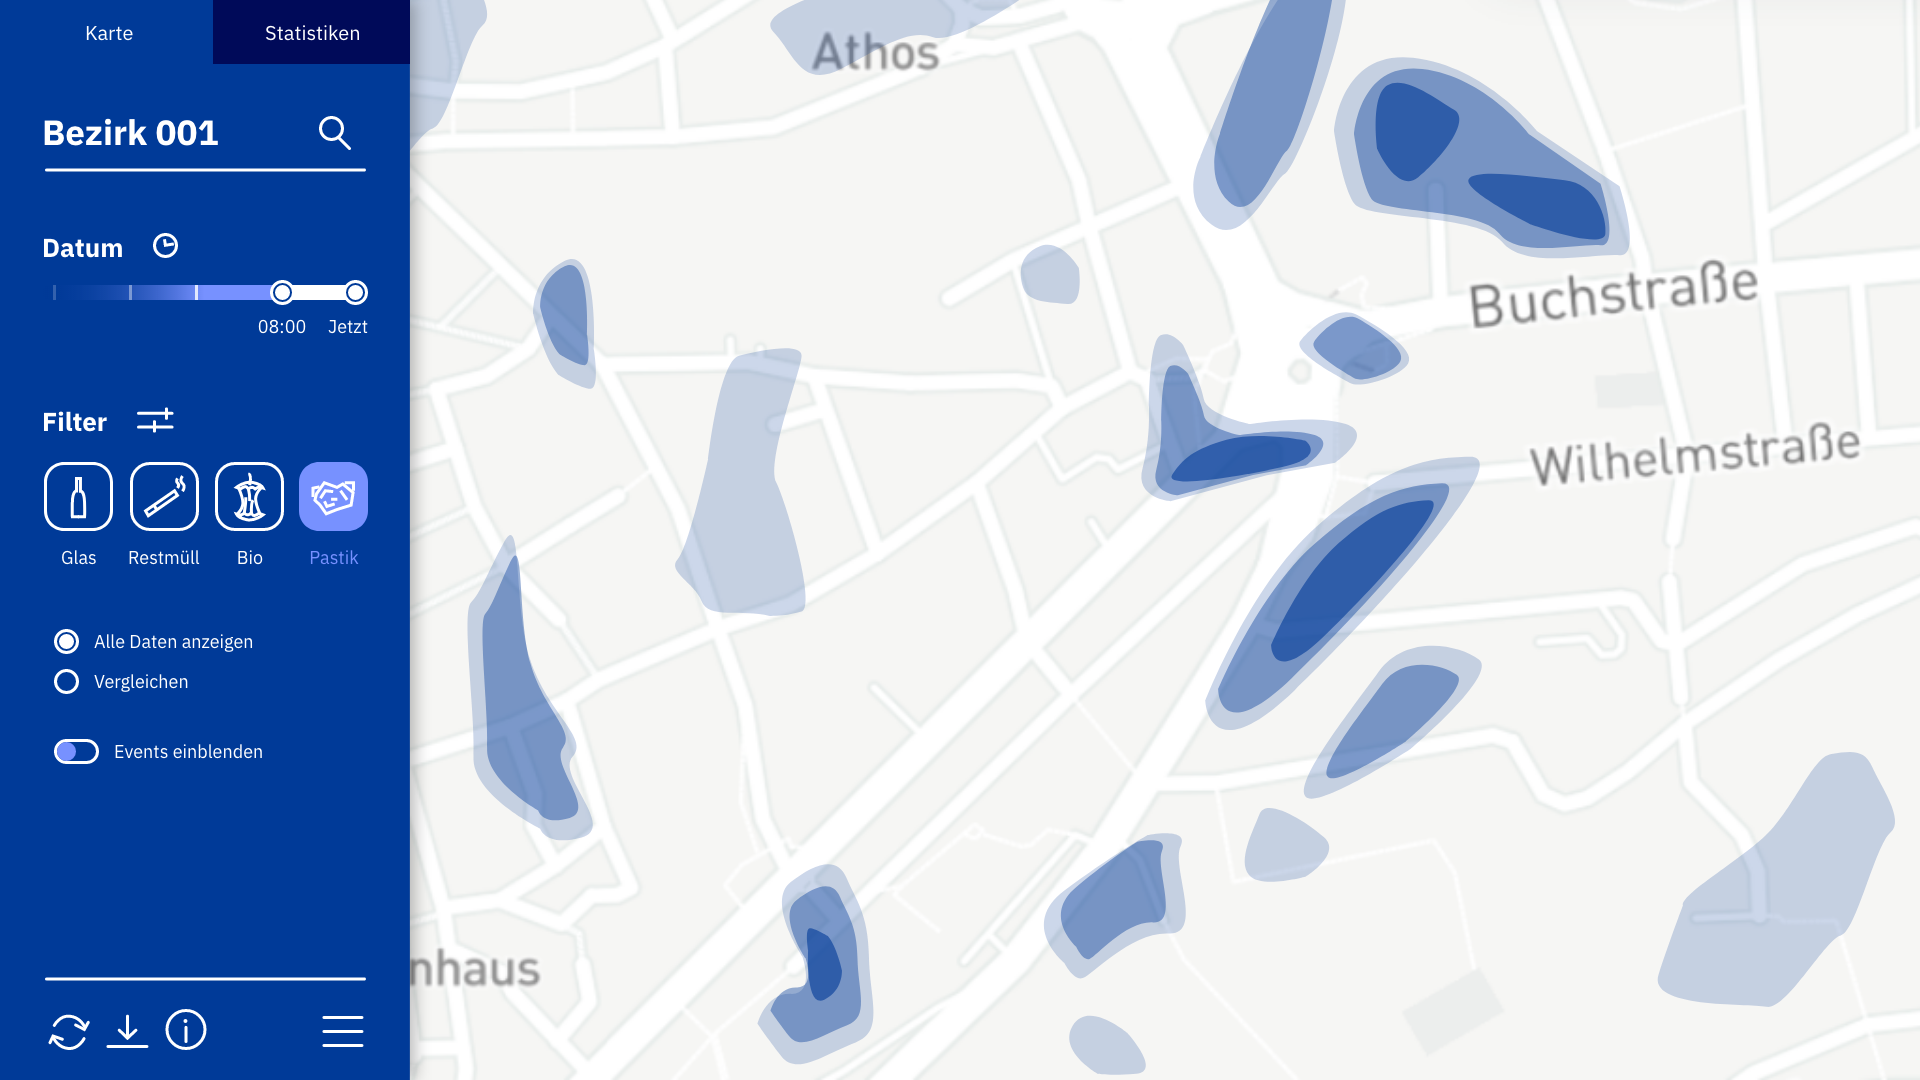 Karte
Statistiken
Bezirk 001
Datum
08:00 Jetzt
Filter
Glas Restmüll Bio Pastik
Alle Daten anzeigen
Vergleichen
Events einblenden
Athos
Buchstraße
Wilhelmstraße
nhaus